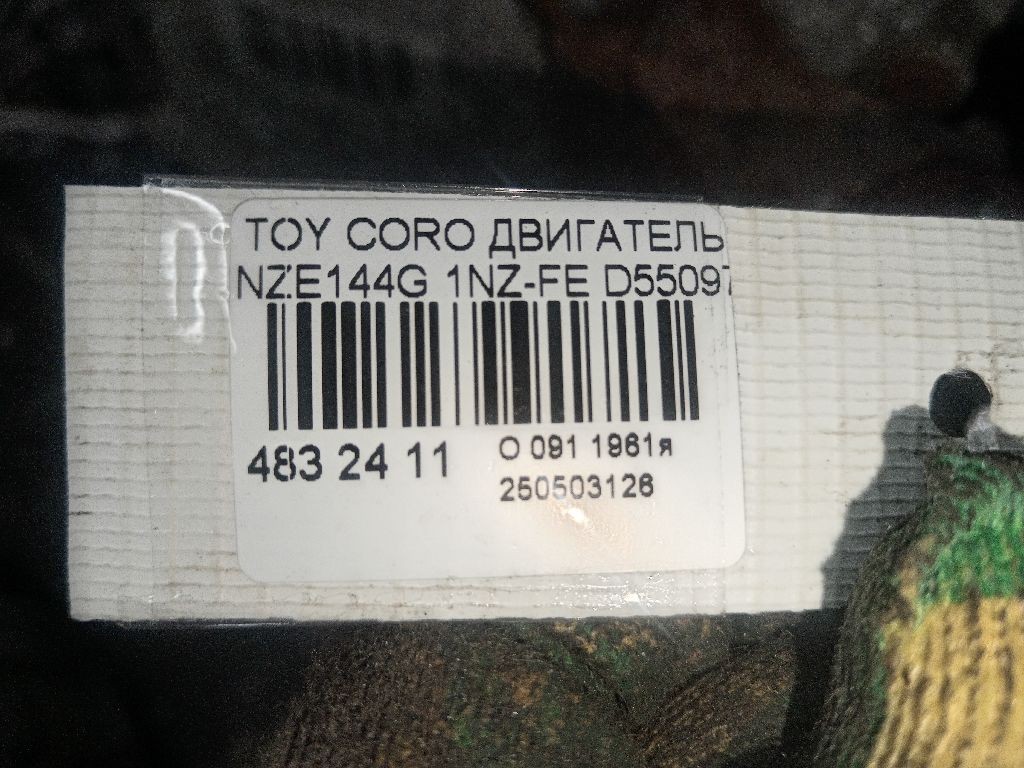 TOY CORO ДВИГАТЕЛЬ
NZE144G 1NZ-FE D55097
483 24 11
O 091 1961я
250503126